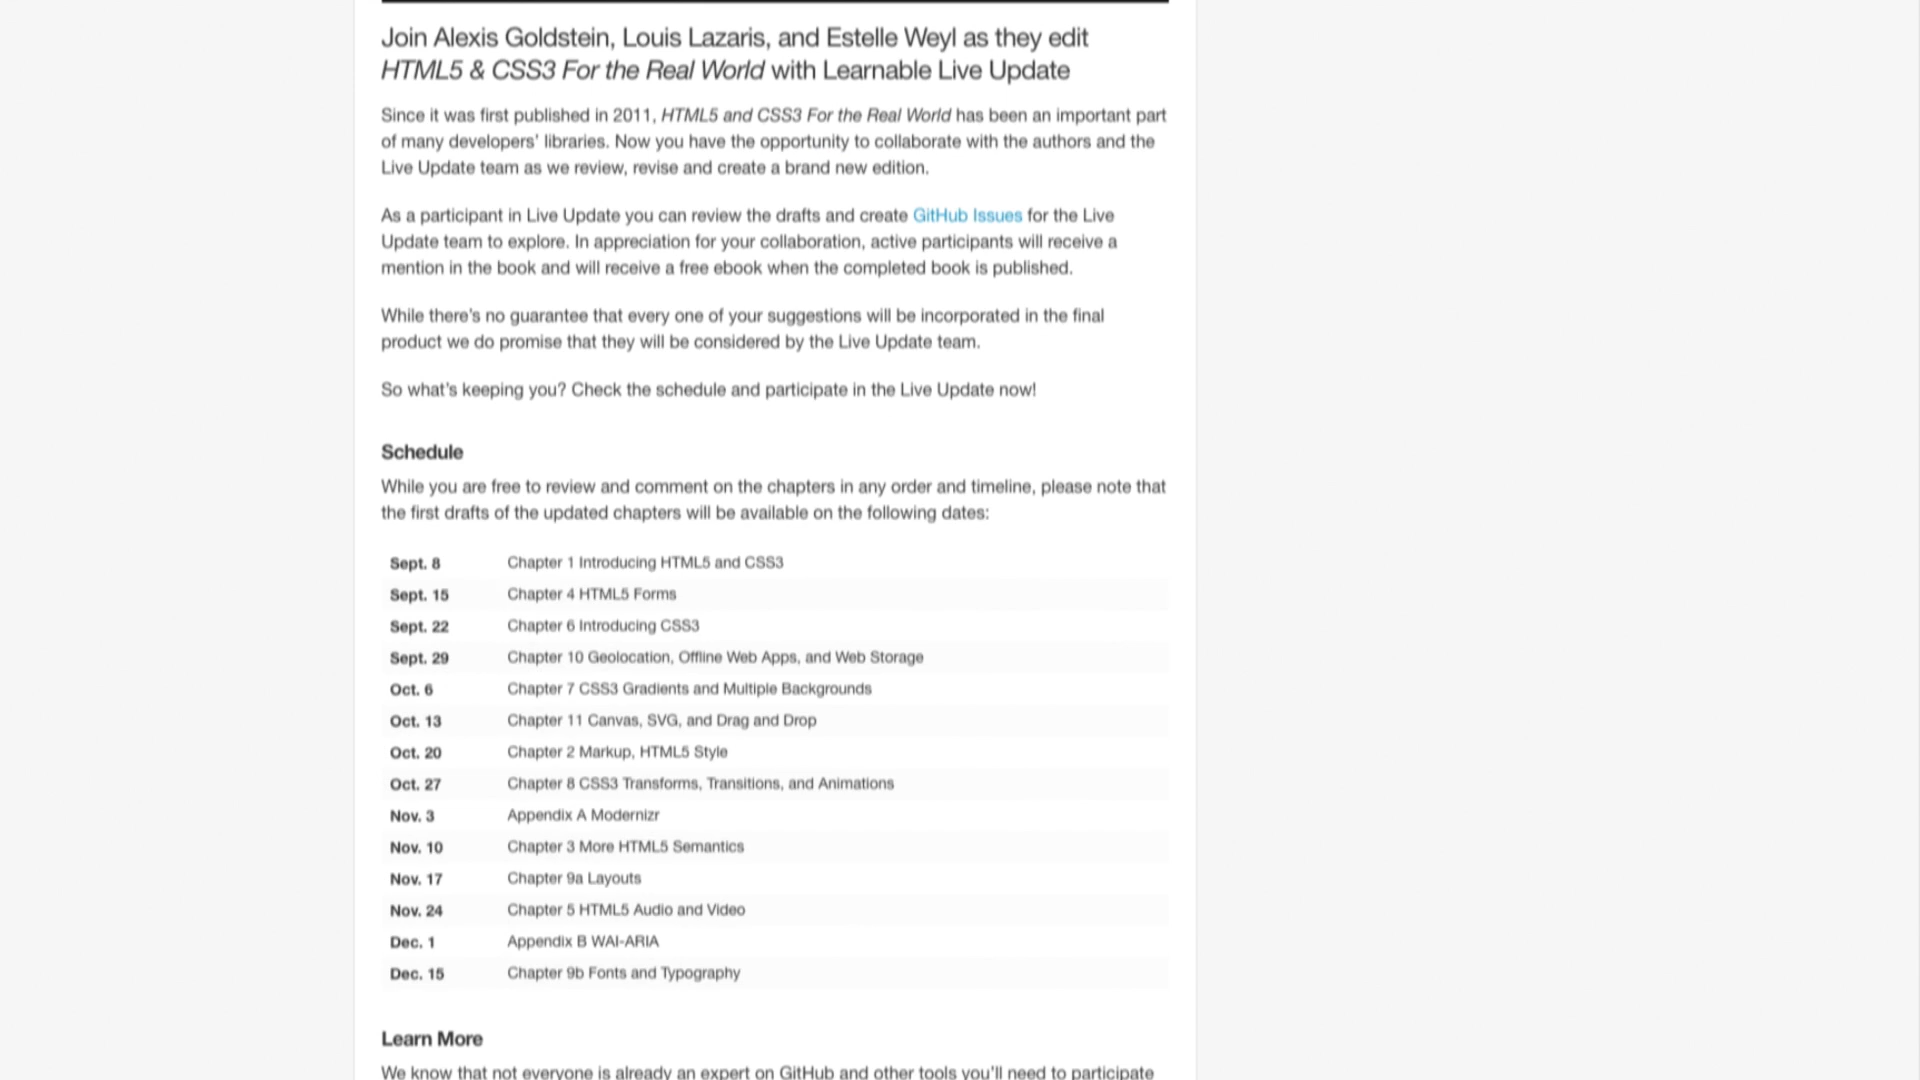 Join Alexis Goldstein, Louis Lazaris, and Estelle Weyl as they edit
HTML5 & CSS3 For the Real World with Learnable Live Update
Since it was first published in 2011, HTML5 and CSS3 For the Real World has been an important part
of many developers' libraries. Now you have the opportunity to collaborate with the authors and the
Live Update team as we review, revise and create a brand new edition.
As a participant in Live Update you can review the drafts and create GitHub Issues for the Live
Update team to explore. In appreciation for your collaboration, active participants will receive a
mention in the book and will receive a free ebook when the completed book is published.
While there's no guarantee that every one of your suggestions will be incorporated in the final
product we do promise that they will be considered by the Live Update team.
So what's keeping you? Check the schedule and participate in the Live Update now!
Schedule
While you are free to review and comment on the chapters in any order and timeline, please note that
the first drafts of the updated chapters will be available on the following dates:
Sept. 8 Chapter 1 Introducing HTML5 and CSS3
Sept. 15 Chapter 4 HTML5 Forms
Sept. 22 Chapter 6 Introducing CSS3
Sept. 29 Chapter 10 Geolocation, Offline Web Apps, and Web Storage
Oct. 6 Chapter 7 CSS3 Gradients and Multiple Backgrounds
Oct. 13 Chapter 11 Canvas, SVG, and Drag and Drop
Oct. 20 Chapter 2 Markup, HTML5 Style
Oct. 27 Chapter 8 CSS3 Transforms, Transitions, and Animations
Nov. 3 Appendix A Modernizr
Nov. 10 Chapter 3 More HTML5 Semantics
Nov. 17 Chapter 9a Layouts
Nov. 24 Chapter 5 HTML5 Audio and Video
Dec. 1 Appendix B WAI-ARIA
Dec. 15 Chapter 9b Fonts and Typography
Learn More
We know that not everyone is already an expert on GitHub and other tools you'll need to participate